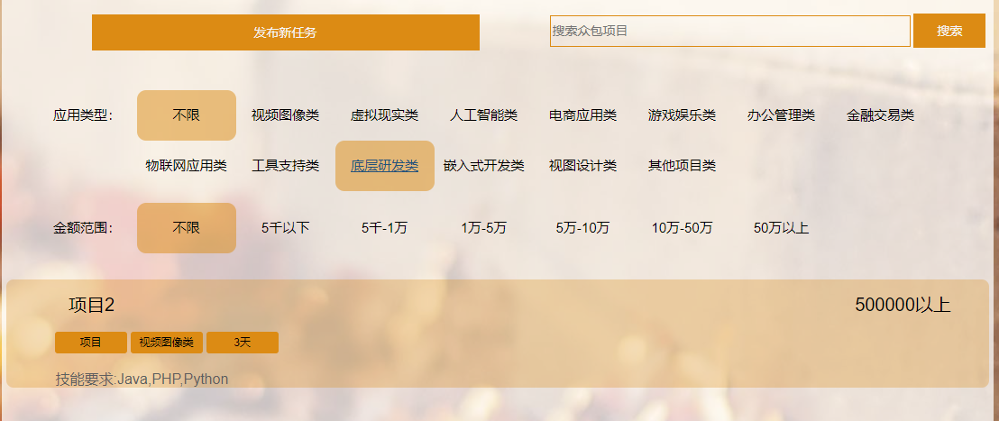 发布新任务 搜索众包项目 搜索
应用类型: 不限 视频图像类 虚拟现实类 人工智能类 电商应用类 游戏娱乐类 办公管理类 金融交易类
物联网应用类 工具支持类 底层研发类 嵌入式开发类 视图设计类 其他项目类
金额范围: 不限 5千以下 5千-1万 1万-5万 5万-10万 10万-50万 50万以上
项目2 500000以上
项目 视频图像类 3天
技能要求:Java,PHP,Python